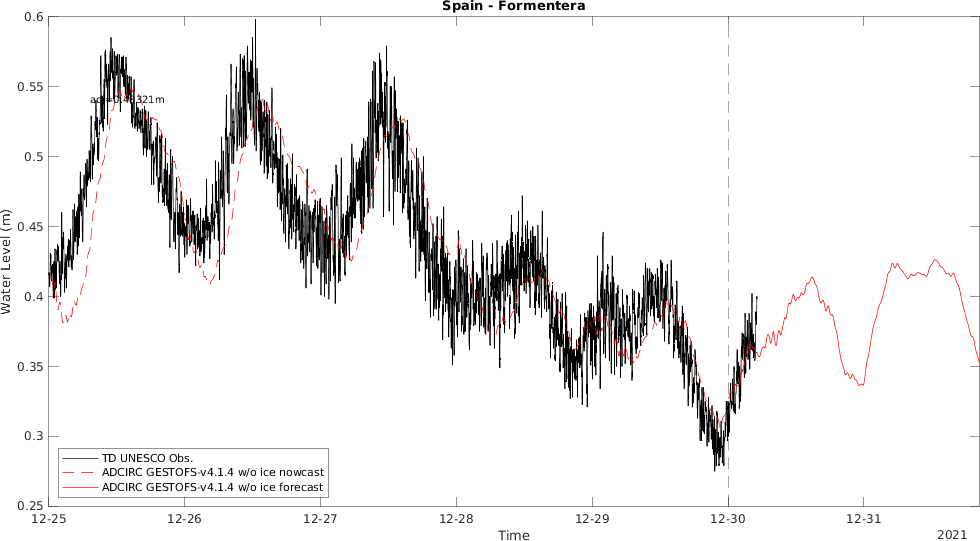 Spain - Formentera
0.6
0.55
0.5
0.45
0.4
0.35
0.3
0.25
Water Level (m)
TD UNESCO Obs.
ADCIRC GESTOFS-v4.1.4 w/o ice nowcast
ADCIRC GESTOFS-v4.1.4 w/o ice forecast
12-25
12-26
12-27
12-28
12-29
12-30
12-31
Time
2021